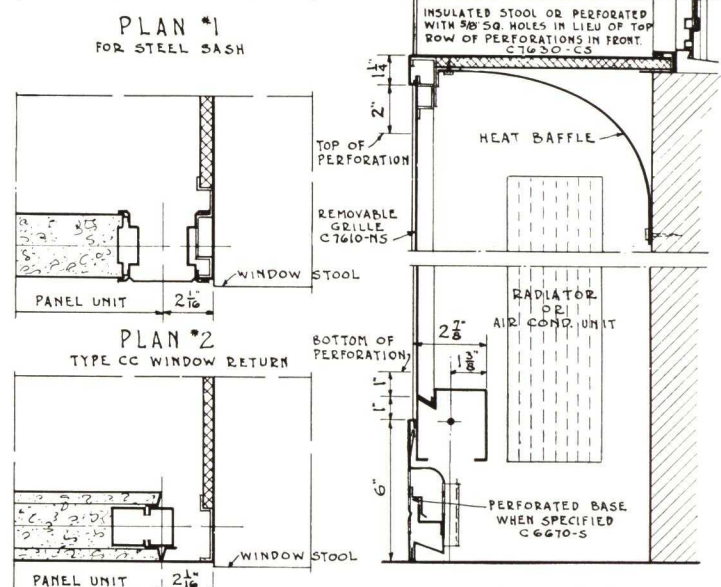 PLAN #1
FOR STEEL SASH
WINDOW STOOL
PANEL UNIT
2 1/16"
PLAN #2
TYPE CC WINDOW RETURN
WINDOW STOOL
PANEL UNIT
2 1/16"
INSULATED STOOL OR PERFORATED
WITH 5/8" SQ. HOLES IN LIEU OF TOP
ROW OF PERFORATIONS IN FRONT.
C7630-CS
1 1/4"
2"
HEAT BAFFLE
TOP OF
PERFORATION
REMOVABLE
GRILLE
C7610-NS
RADIATOR
OR
AIR COND. UNIT
BOTTOM OF
PERFORATION
2 7/8"
1 3/8"
1"
1"
6"
PERFORATED BASE
WHEN SPECIFIED
C6670-S